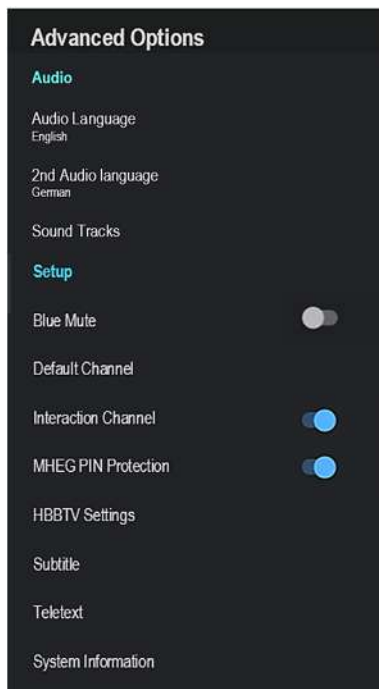 Advanced Options
Audio
Audio Language
English
2nd Audio language
German
Sound Tracks
Setup
Blue Mute
Default Channel
Interaction Channel
MHEG PIN Protection
HBBTV Settings
Subtitle
Teletext
System Information